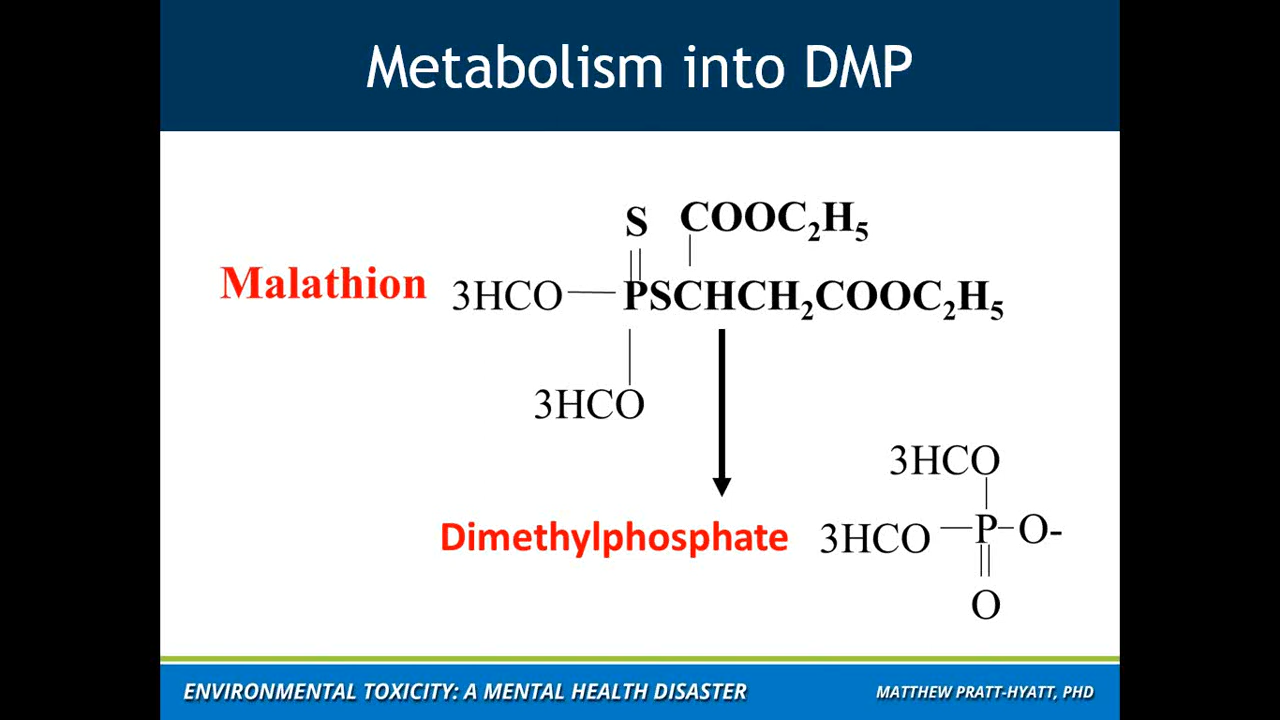 Metabolism into DMP
S COOC₂H₅
Malathion 3HCO PSCHCH₂COOC₂H₅
3HCO
3HCO
Dimethylphosphate 3HCO P O-
O
ENVIRONMENTAL TOXICITY: A MENTAL HEALTH DISASTER MATTHEW PRATT-HYATT, PHD